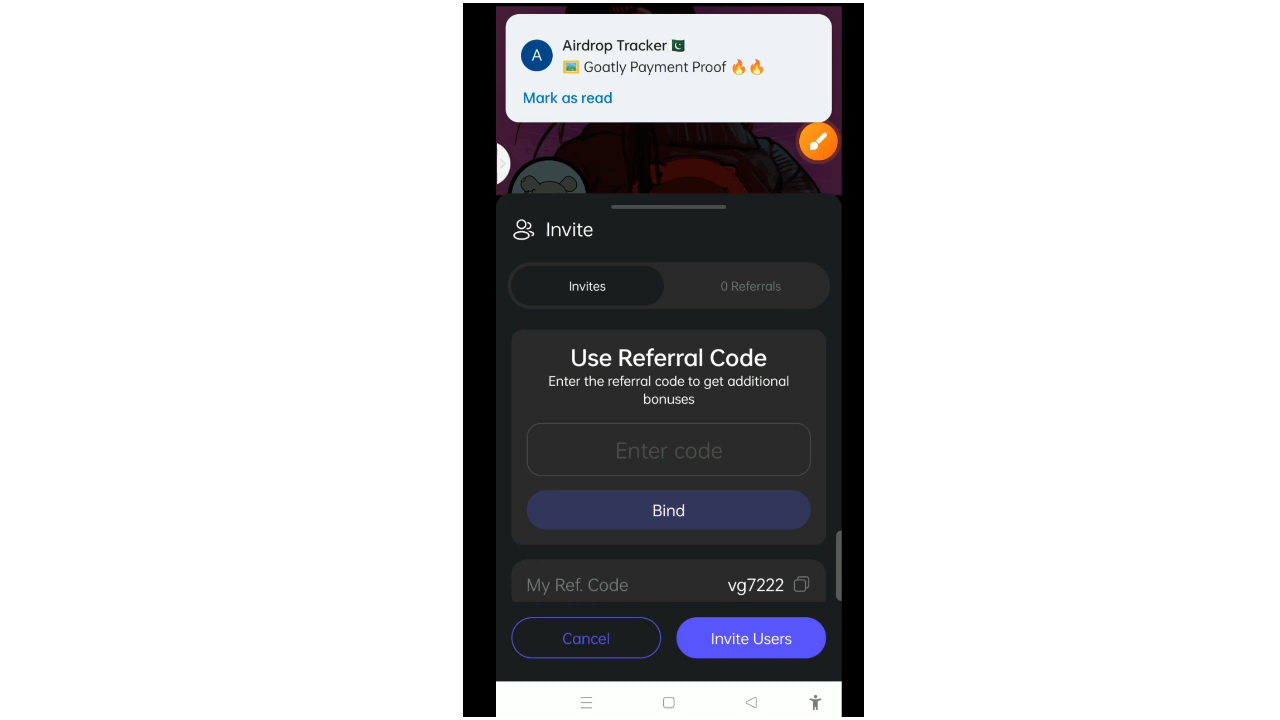 A
Airdrop Tracker 🇵🇰
🖼️ Goatly Payment Proof 🔥🔥
Mark as read
Invite
Invites
0 Referrals
Use Referral Code
Enter the referral code to get additional
bonuses
Enter code
Bind
My Ref. Code
vg7222
Cancel
Invite Users